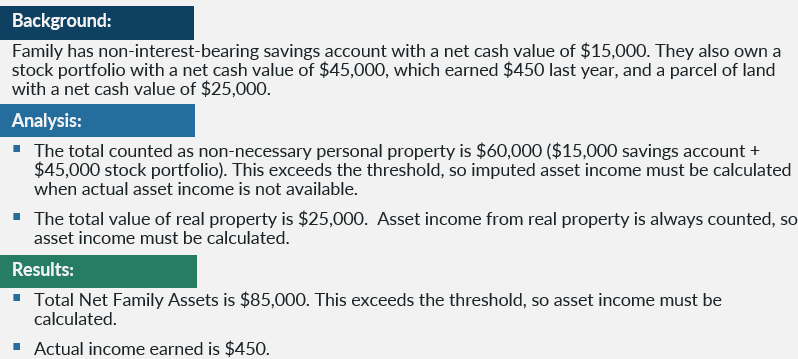 Background:
Family has non-interest-bearing savings account with a net cash value of $15,000. They also own a
stock portfolio with a net cash value of $45,000, which earned $450 last year, and a parcel of land
with a net cash value of $25,000.
Analysis:
▪ The total counted as non-necessary personal property is $60,000 ($15,000 savings account +
$45,000 stock portfolio). This exceeds the threshold, so imputed asset income must be calculated
when actual asset income is not available.
▪ The total value of real property is $25,000.  Asset income from real property is always counted, so
asset income must be calculated.
Results:
▪ Total Net Family Assets is $85,000. This exceeds the threshold, so asset income must be
calculated.
▪ Actual income earned is $450.